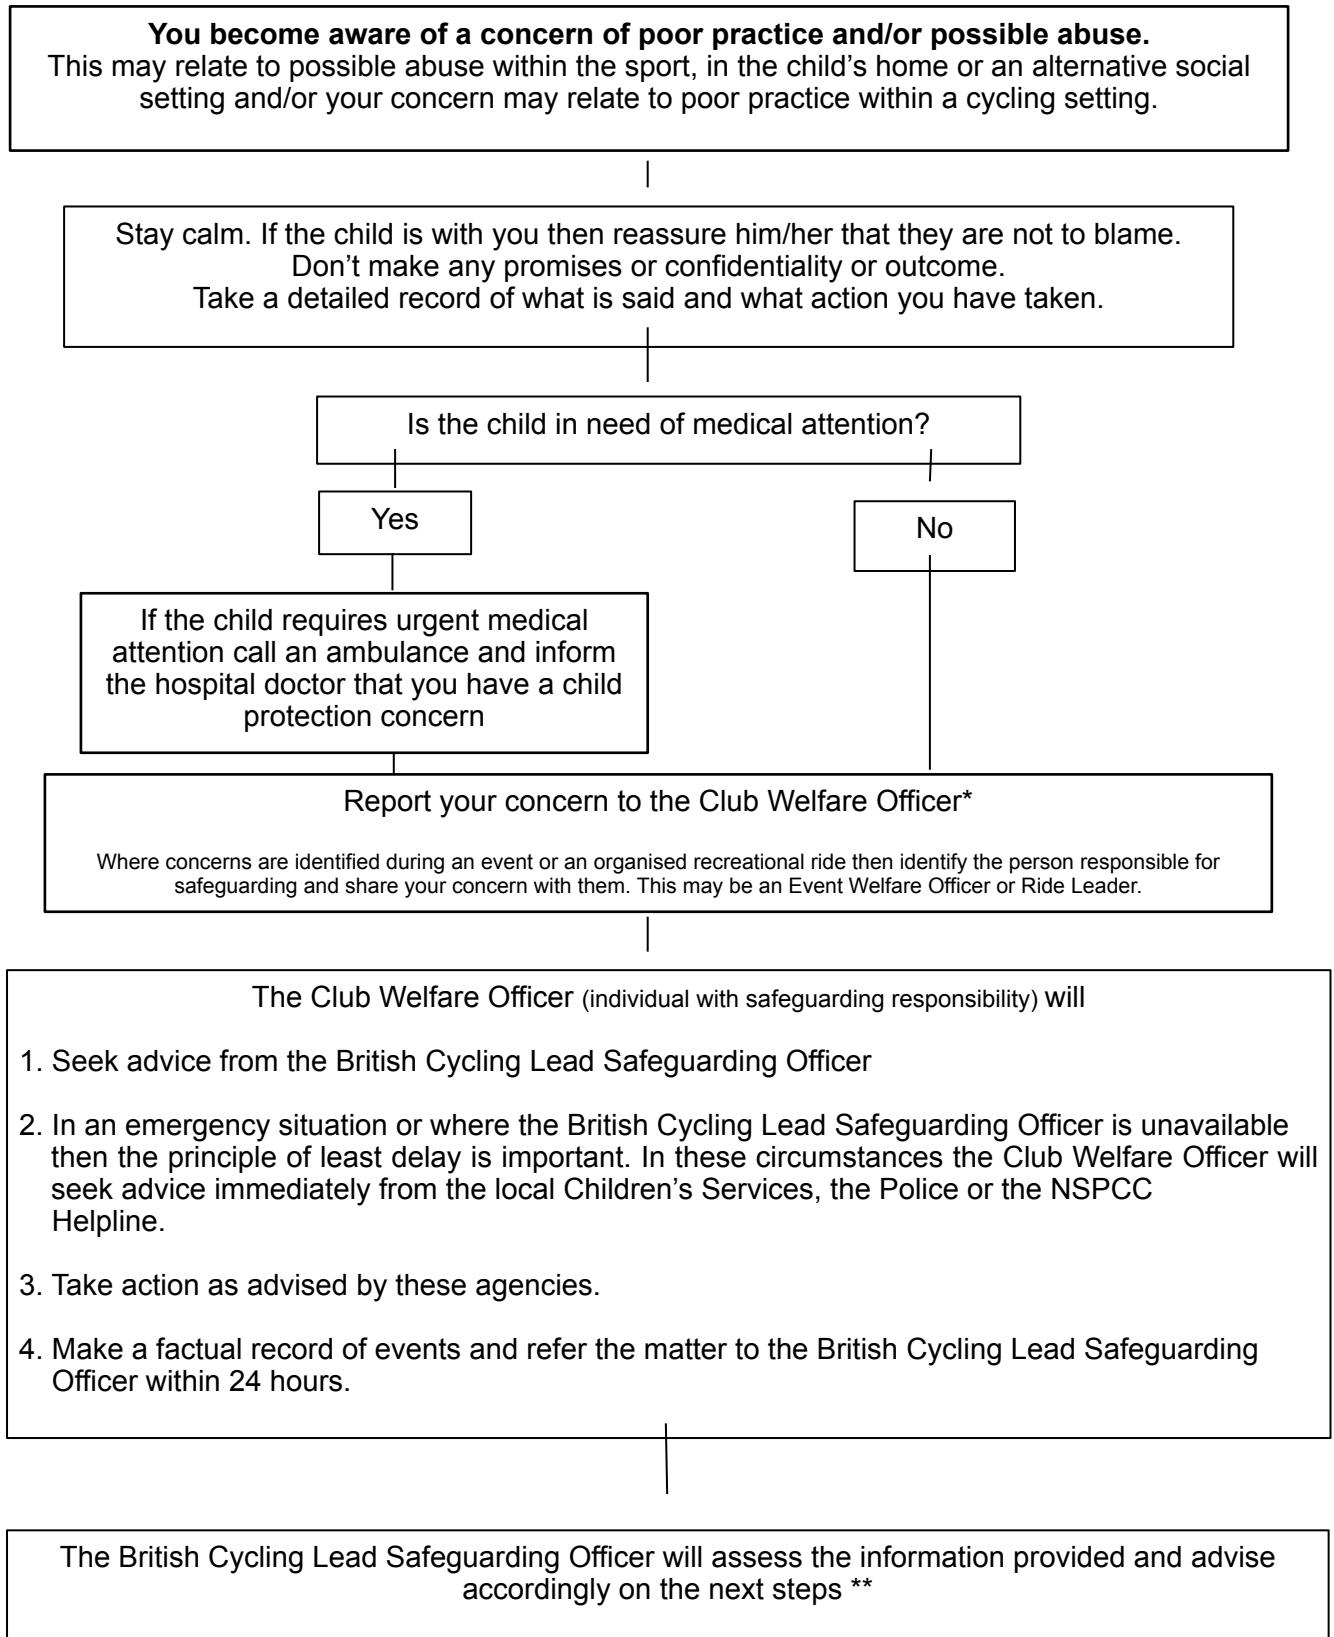 You become aware of a concern of poor practice and/or possible abuse.
This may relate to possible abuse within the sport, in the child’s home or an alternative social
setting and/or your concern may relate to poor practice within a cycling setting.
Stay calm. If the child is with you then reassure him/her that they are not to blame.
Don’t make any promises or confidentiality or outcome.
Take a detailed record of what is said and what action you have taken.
Is the child in need of medical attention?
Yes
No
If the child requires urgent medical
attention call an ambulance and inform
the hospital doctor that you have a child
protection concern
Report your concern to the Club Welfare Officer*
Where concerns are identified during an event or an organised recreational ride then identify the person responsible for
safeguarding and share your concern with them. This may be an Event Welfare Officer or Ride Leader.
The Club Welfare Officer (individual with safeguarding responsibility) will
1. Seek advice from the British Cycling Lead Safeguarding Officer
2. In an emergency situation or where the British Cycling Lead Safeguarding Officer is unavailable
then the principle of least delay is important. In these circumstances the Club Welfare Officer will
seek advice immediately from the local Children’s Services, the Police or the NSPCC
Helpline.
3. Take action as advised by these agencies.
4. Make a factual record of events and refer the matter to the British Cycling Lead Safeguarding
Officer within 24 hours.
The British Cycling Lead Safeguarding Officer will assess the information provided and advise
accordingly on the next steps **